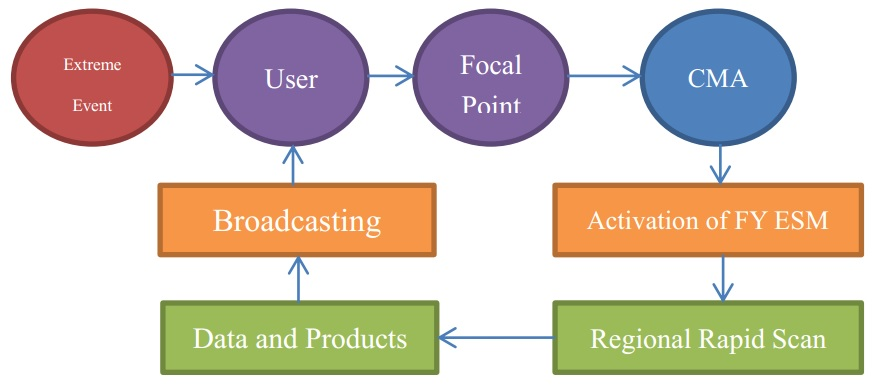 Extreme
Event
User
Focal
Point
CMA
Broadcasting
Activation of FY ESM
Data and Products
Regional Rapid Scan